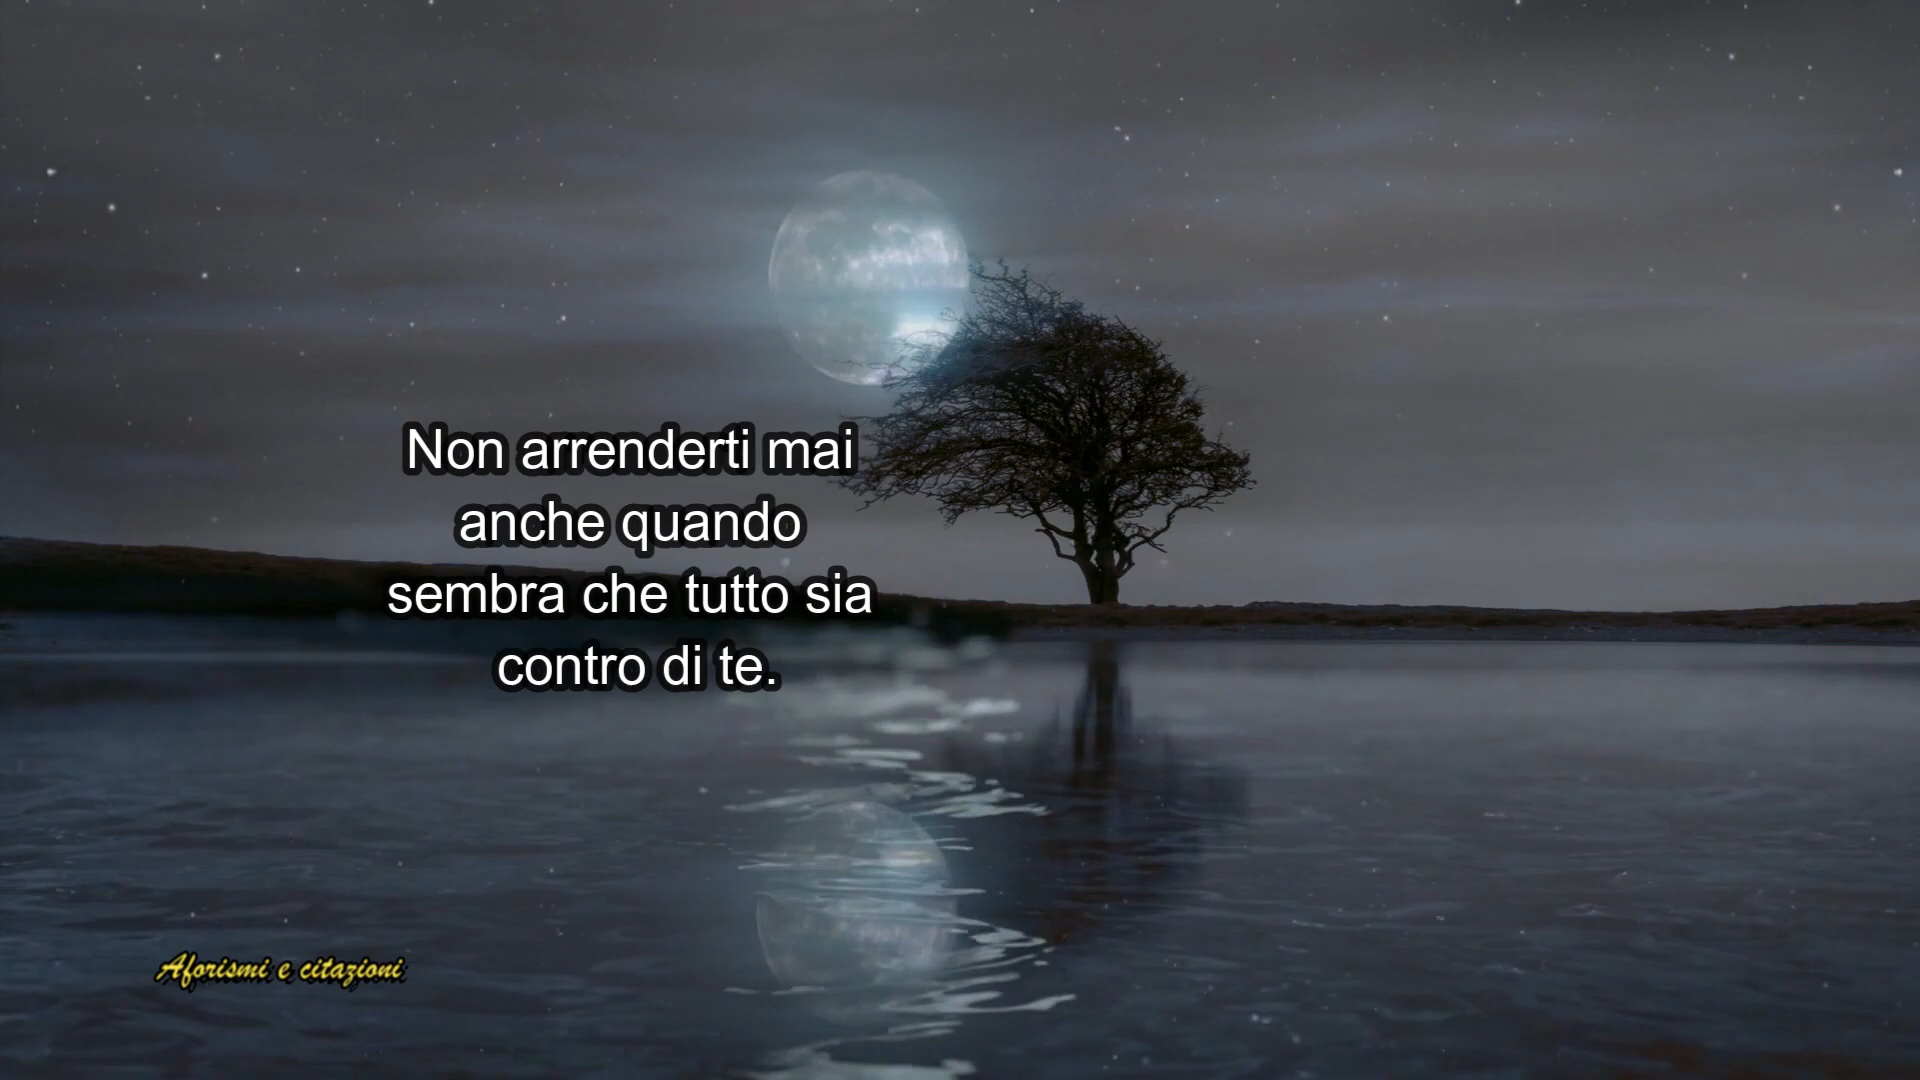 Non arrenderti mai
anche quando
sembra che tutto sia
contro di te.
Aforismi e citazioni